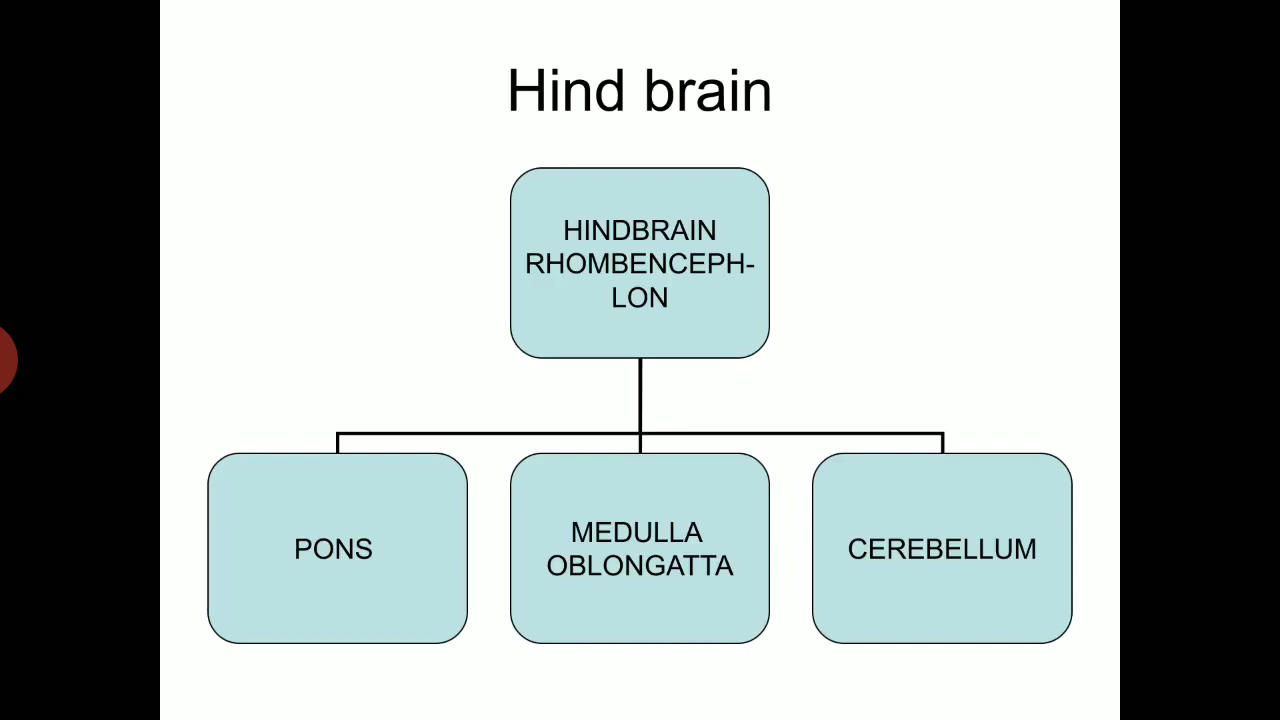 Hind brain
HINDBRAIN
RHOMBENCEPH-
LON
PONS
MEDULLA
OBLONGATTA
CEREBELLUM